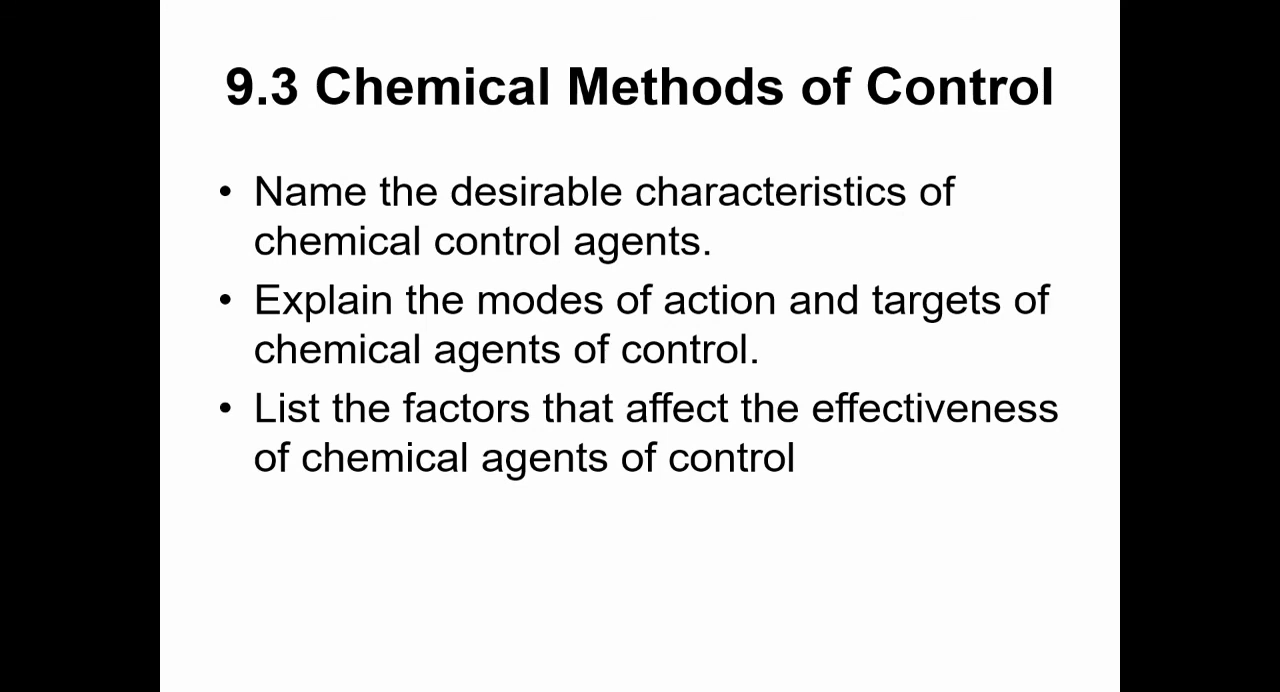 9.3 Chemical Methods of Control
• Name the desirable characteristics of
chemical control agents.
• Explain the modes of action and targets of
chemical agents of control.
• List the factors that affect the effectiveness
of chemical agents of control